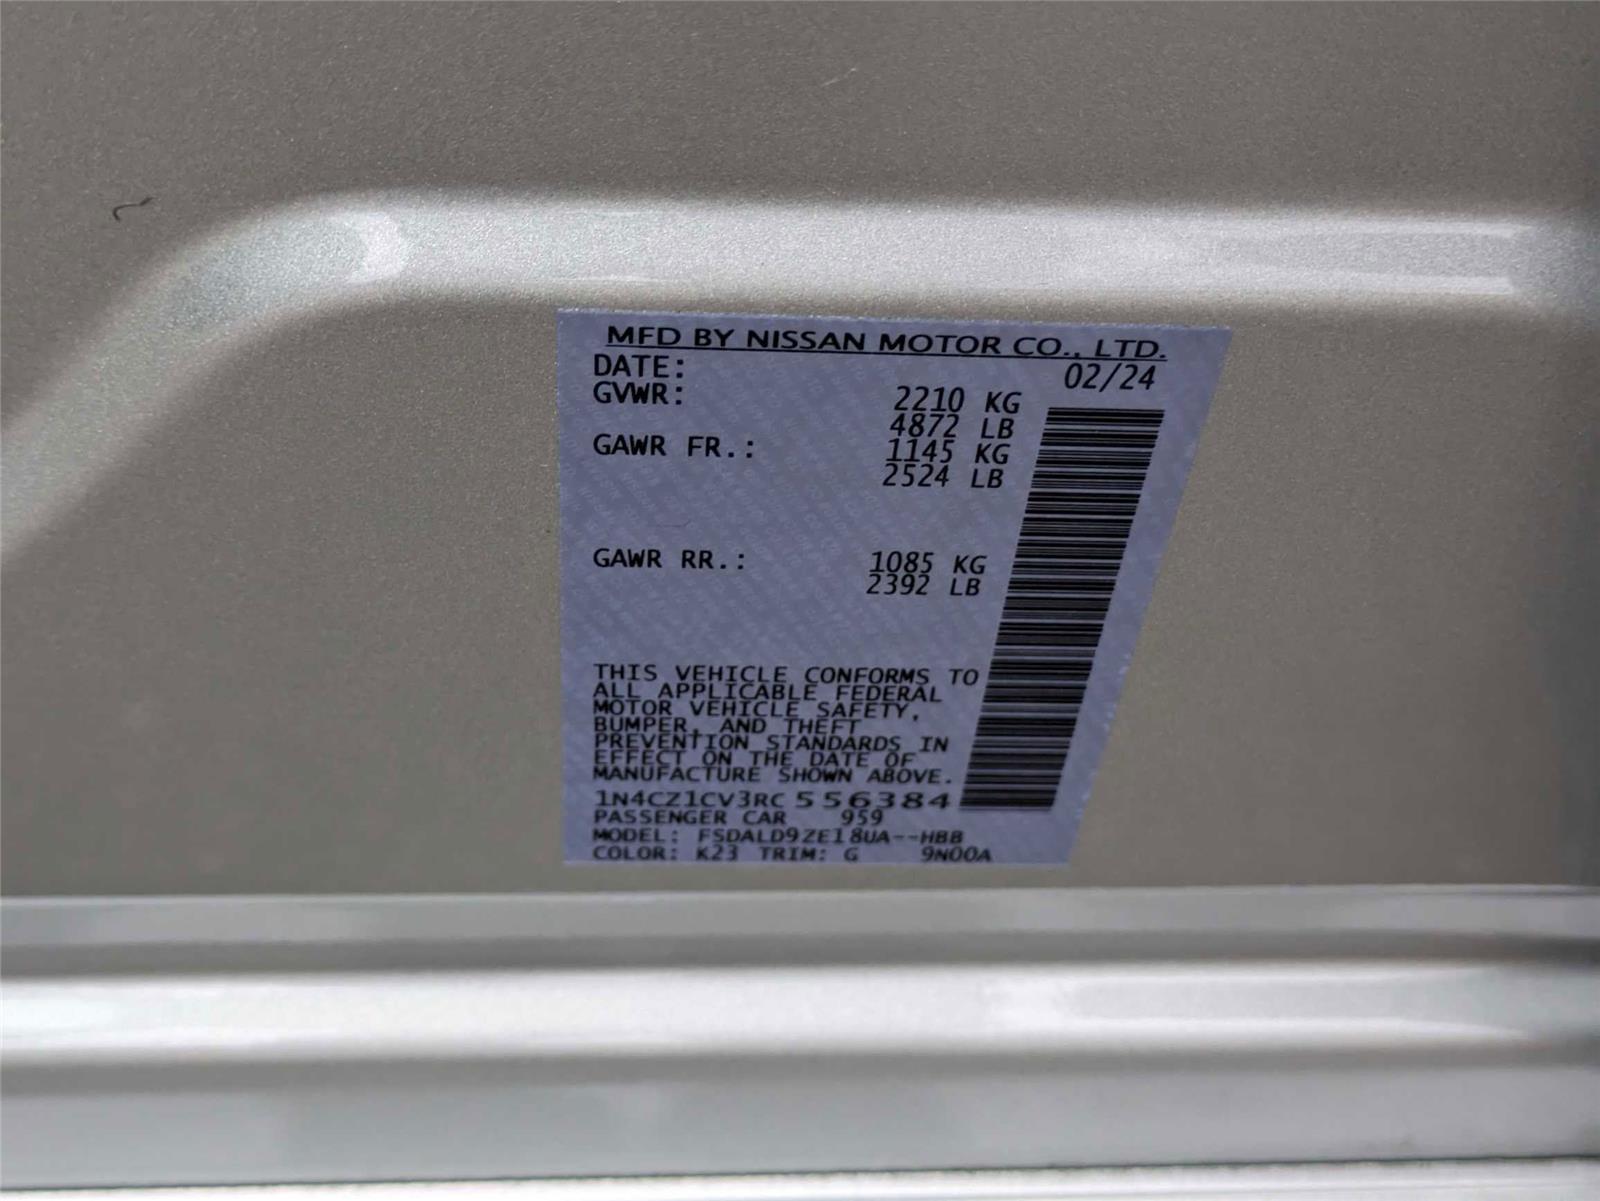 MFD BY NISSAN MOTOR CO., LTD.
DATE: 02/24
GVWR: 2210 KG
4872 LB
GAWR FR.: 1145 KG
2524 LB
GAWR RR.: 1085 KG
2392 LB
THIS VEHICLE CONFORMS TO
ALL APPLICABLE FEDERAL
MOTOR VEHICLE SAFETY,
BUMPER, AND THEFT
PREVENTION STANDARDS IN
EFFECT ON THE DATE OF
MANUFACTURE SHOWN ABOVE.
1N4CZ1CV3RC556384
PASSENGER CAR 959
MODEL: FSDALD9ZE18UA--HBB
COLOR: K23 TRIM: G 9N00A